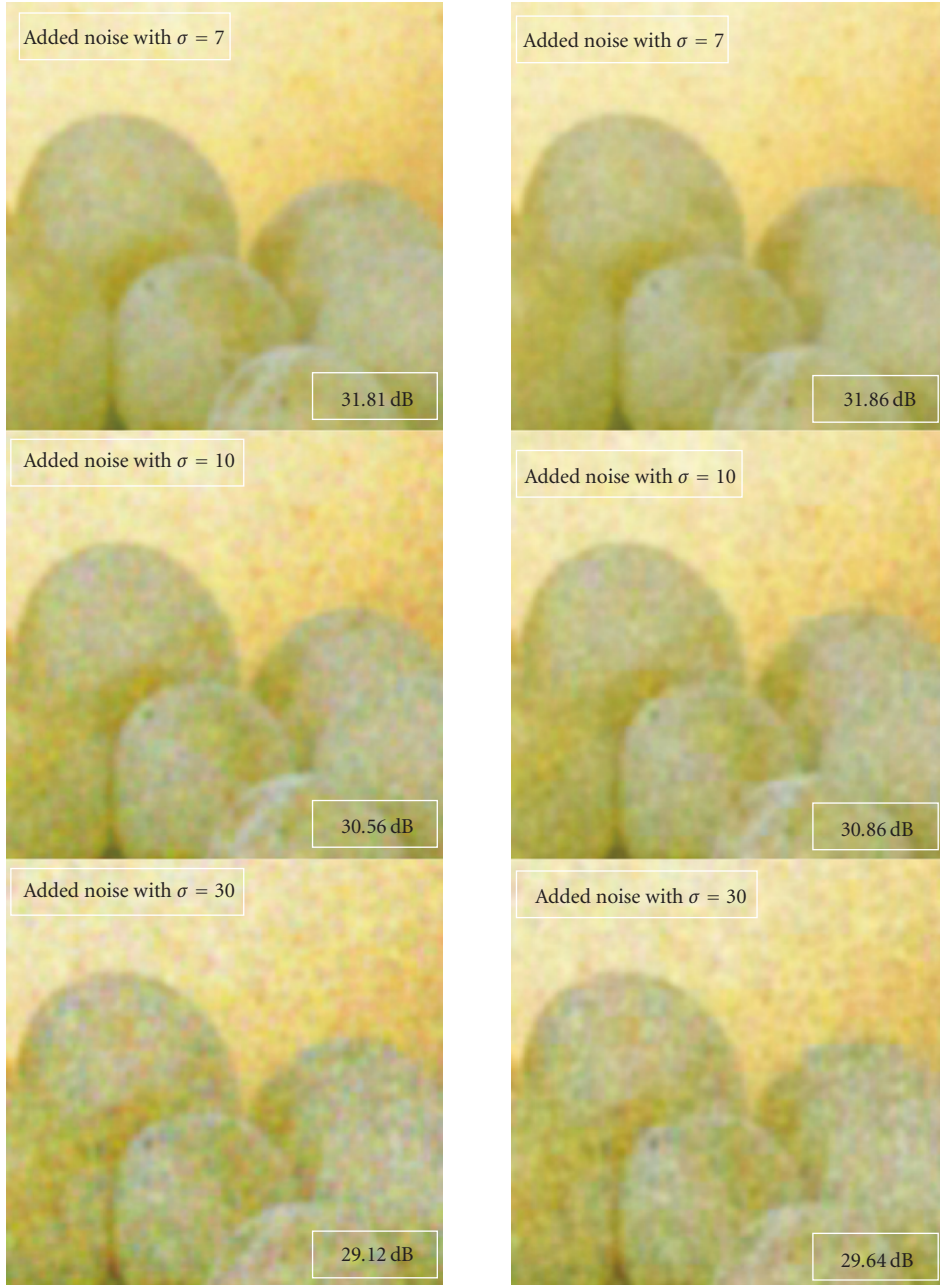 Added noise with σ = 7
Added noise with σ = 7
31.81 dB
31.86 dB
Added noise with σ = 10
Added noise with σ = 10
30.56 dB
30.86 dB
Added noise with σ = 30
Added noise with σ = 30
29.12 dB
29.64 dB